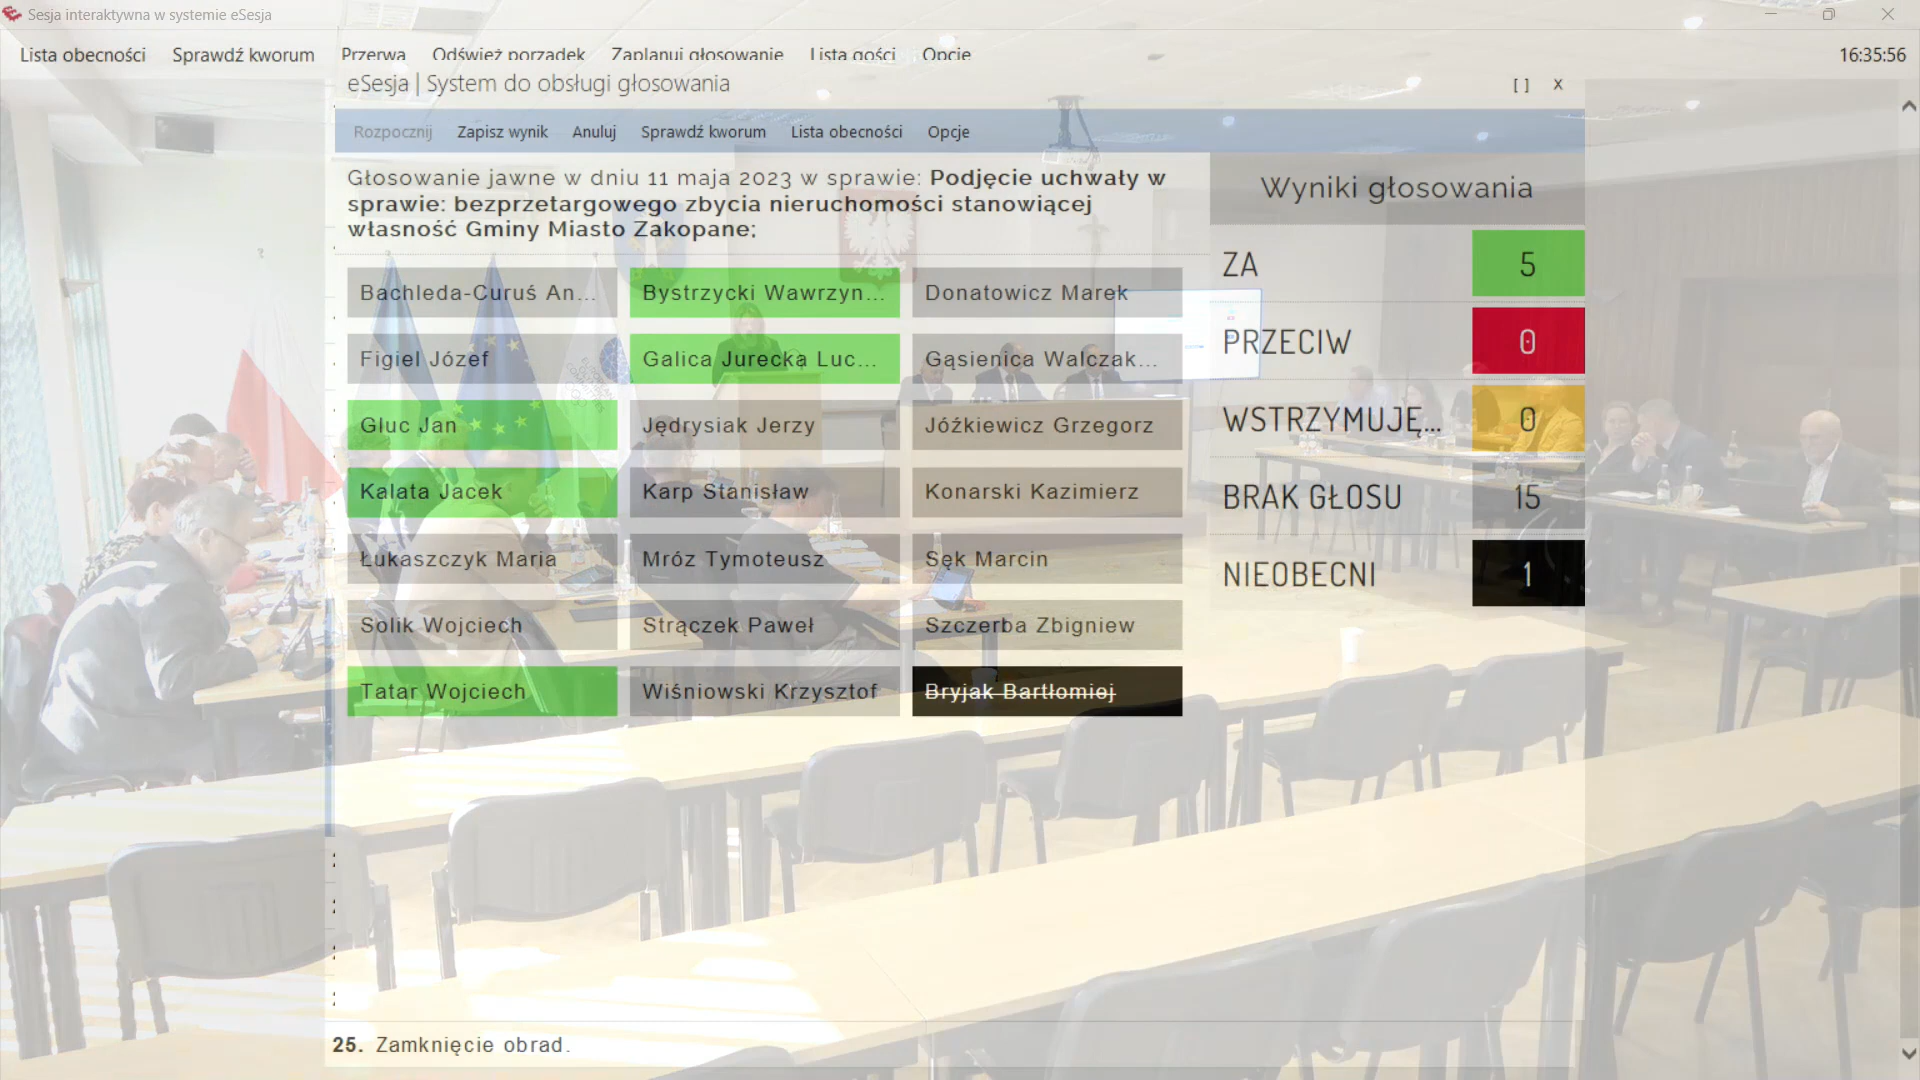 Sesja interaktywna w systemie eSesja
Lista obecności Sprawdź kworum Przerwa Odśwież porządek Zaplanuj głosowanie Lista gości Opcje 16:35:56
eSesja | System do obsługi głosowania [ ] x
Rozpocznij Zapisz wynik Anuluj Sprawdź kworum Lista obecności Opcje
Głosowanie jawne w dniu 11 maja 2023 w sprawie: Podjęcie uchwały w
sprawie: bezprzetargowego zbycia nieruchomości stanowiącej
własność Gminy Miasto Zakopane;
Bachleda-Curuś An... Bystrzycki Wawrzyn... Donatowicz Marek
Figiel Józef Galica Jurecka Luc... Gąsienica Walczak...
Gluc Jan Jędrysiak Jerzy Jóźkiewicz Grzegorz
Kalata Jacek Karp Stanisław Konarski Kazimierz
Łukaszczyk Maria Mróz Tymoteusz Sęk Marcin
Solik Wojciech Strączek Paweł Szczerba Zbigniew
Tatar Wojciech Wiśniowski Krzysztof Bryjak Bartłomiej
Wyniki głosowania
ZA 5
PRZECIW 0
WSTRZYMUJĘ... 0
BRAK GŁOSU 15
NIEOBECNI 1
25. Zamknięcie obrad.